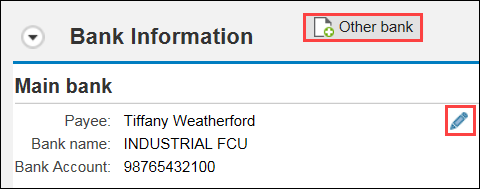 Bank Information
Other bank
Main bank
Payee: Tiffany Weatherford
Bank name: INDUSTRIAL FCU
Bank Account: 98765432100